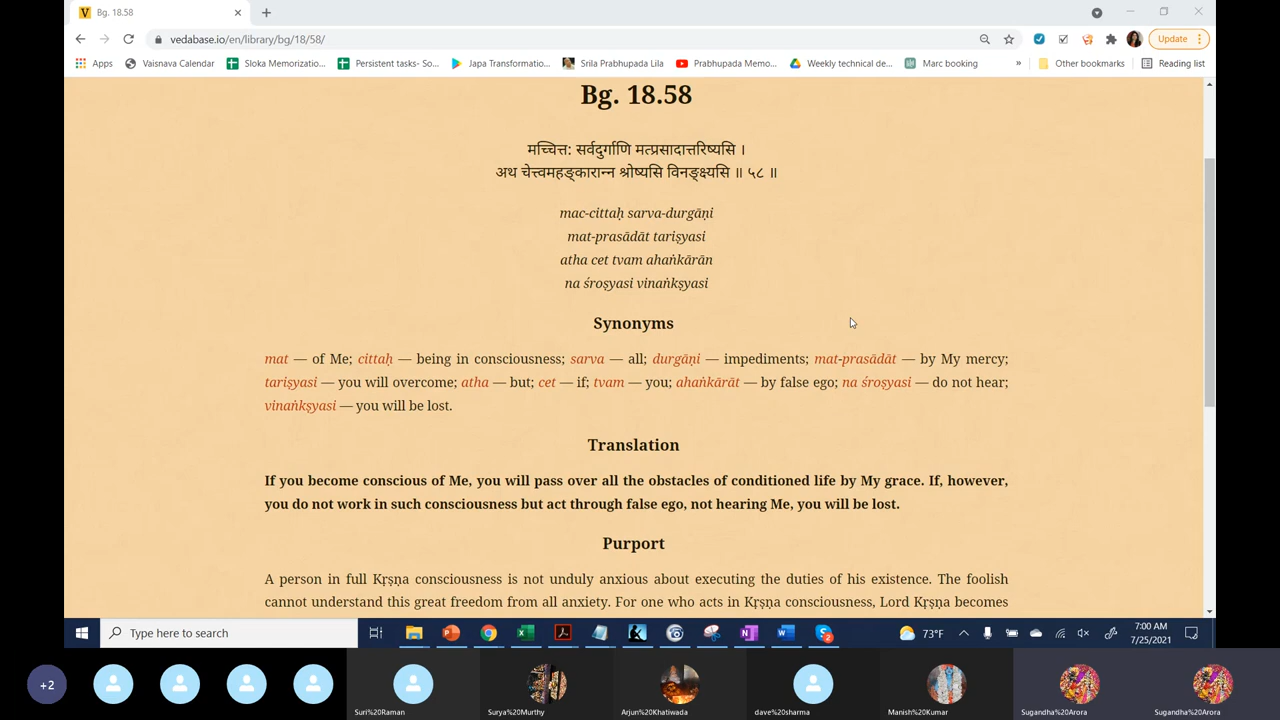 Bg. 18.58
vedabase.io/en/library/bg/18/58/
Update
Apps
Vaisnava Calendar
Sloka Memorizatio...
Persistent tasks- So...
Japa Transformatio...
Srila Prabhupada Lila
Prabhupada Memo...
Weekly technical de...
Marc booking
»
Other bookmarks
Reading list
Bg. 18.58
मच्चित्त: सर्वदुर्गाणि मत्प्रसादात्तरिष्यसि ।
अथ चेत्त्वमहङ्कारान्न श्रोष्यसि विनङ्‍क्ष्यसि ॥ ५८ ॥
mac-cittaḥ sarva-durgāṇi
mat-prasādāt tariṣyasi
atha cet tvam ahaṅkārān
na śroṣyasi vinaṅkṣyasi
Synonyms
mat — of Me; cittaḥ — being in consciousness; sarva — all; durgāṇi — impediments; mat-prasādāt — by My mercy;
tariṣyasi — you will overcome; atha — but; cet — if; tvam — you; ahaṅkārāt — by false ego; na śroṣyasi — do not hear;
vinaṅkṣyasi — you will be lost.
Translation
If you become conscious of Me, you will pass over all the obstacles of conditioned life by My grace. If, however,
you do not work in such consciousness but act through false ego, not hearing Me, you will be lost.
Purport
A person in full Kṛṣṇa consciousness is not unduly anxious about executing the duties of his existence. The foolish
cannot understand this great freedom from all anxiety. For one who acts in Kṛṣṇa consciousness, Lord Kṛṣṇa becomes
Type here to search
73°F
7:00 AM
7/25/2021
+2
Suri%20Raman
Surya%20Murthy
Arjun%20Khatiwada
dave%20sharma
Manish%20Kumar
Sugandha%20Arora
Sugandha%20Arora